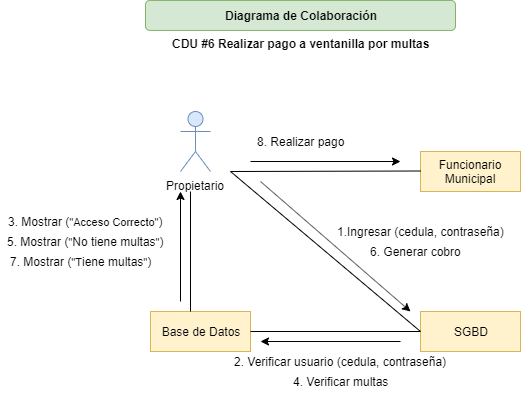 Diagrama de Colaboración
CDU #6 Realizar pago a ventanilla por multas
8. Realizar pago
Funcionario
Municipal
Propietario
3. Mostrar ("Acceso Correcto")
5. Mostrar ("No tiene multas")
7. Mostrar ("Tiene multas")
1.Ingresar (cedula, contraseña)
6. Generar cobro
Base de Datos
SGBD
2. Verificar usuario (cedula, contraseña)
4. Verificar multas